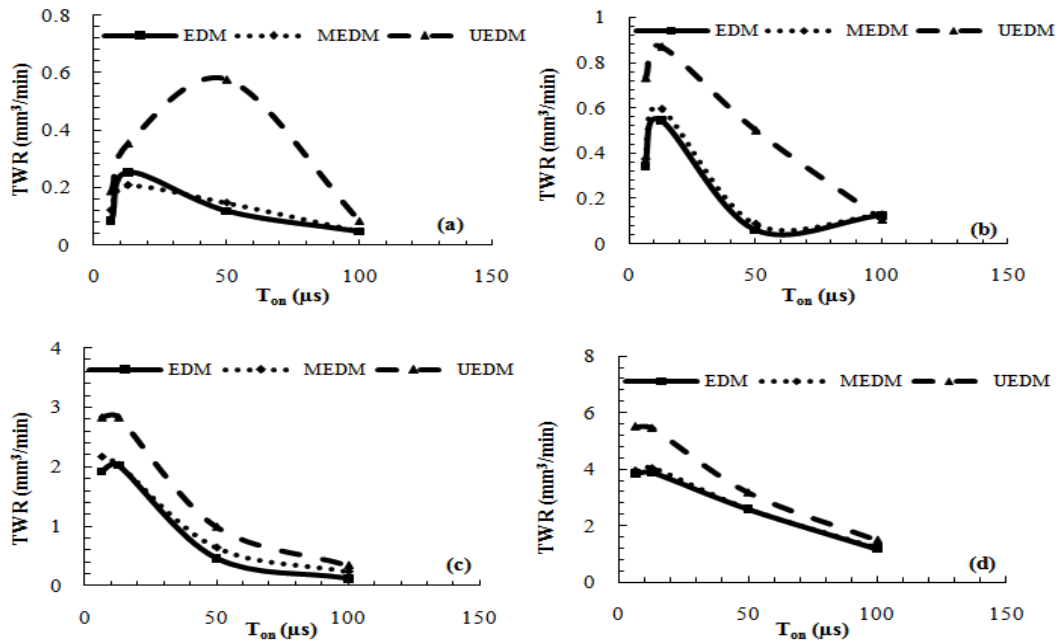 0.8
EDM MEDM UEDM
0.6
0.4
0.2
0
TWR (mm³/min)
(a)
0 50 100 150
Tₒₙ (µs)
1
EDM MEDM UEDM
0.8
0.6
0.4
0.2
0
TWR (mm³/min)
(b)
0 50 100 150
Tₒₙ (µs)
4
EDM MEDM UEDM
3
2
1
0
TWR (mm³/min)
(c)
0 50 100 150
Tₒₙ (µs)
8
EDM MEDM UEDM
6
4
2
0
TWR (mm³/min)
(d)
0 50 100 150
Tₒₙ (µs)